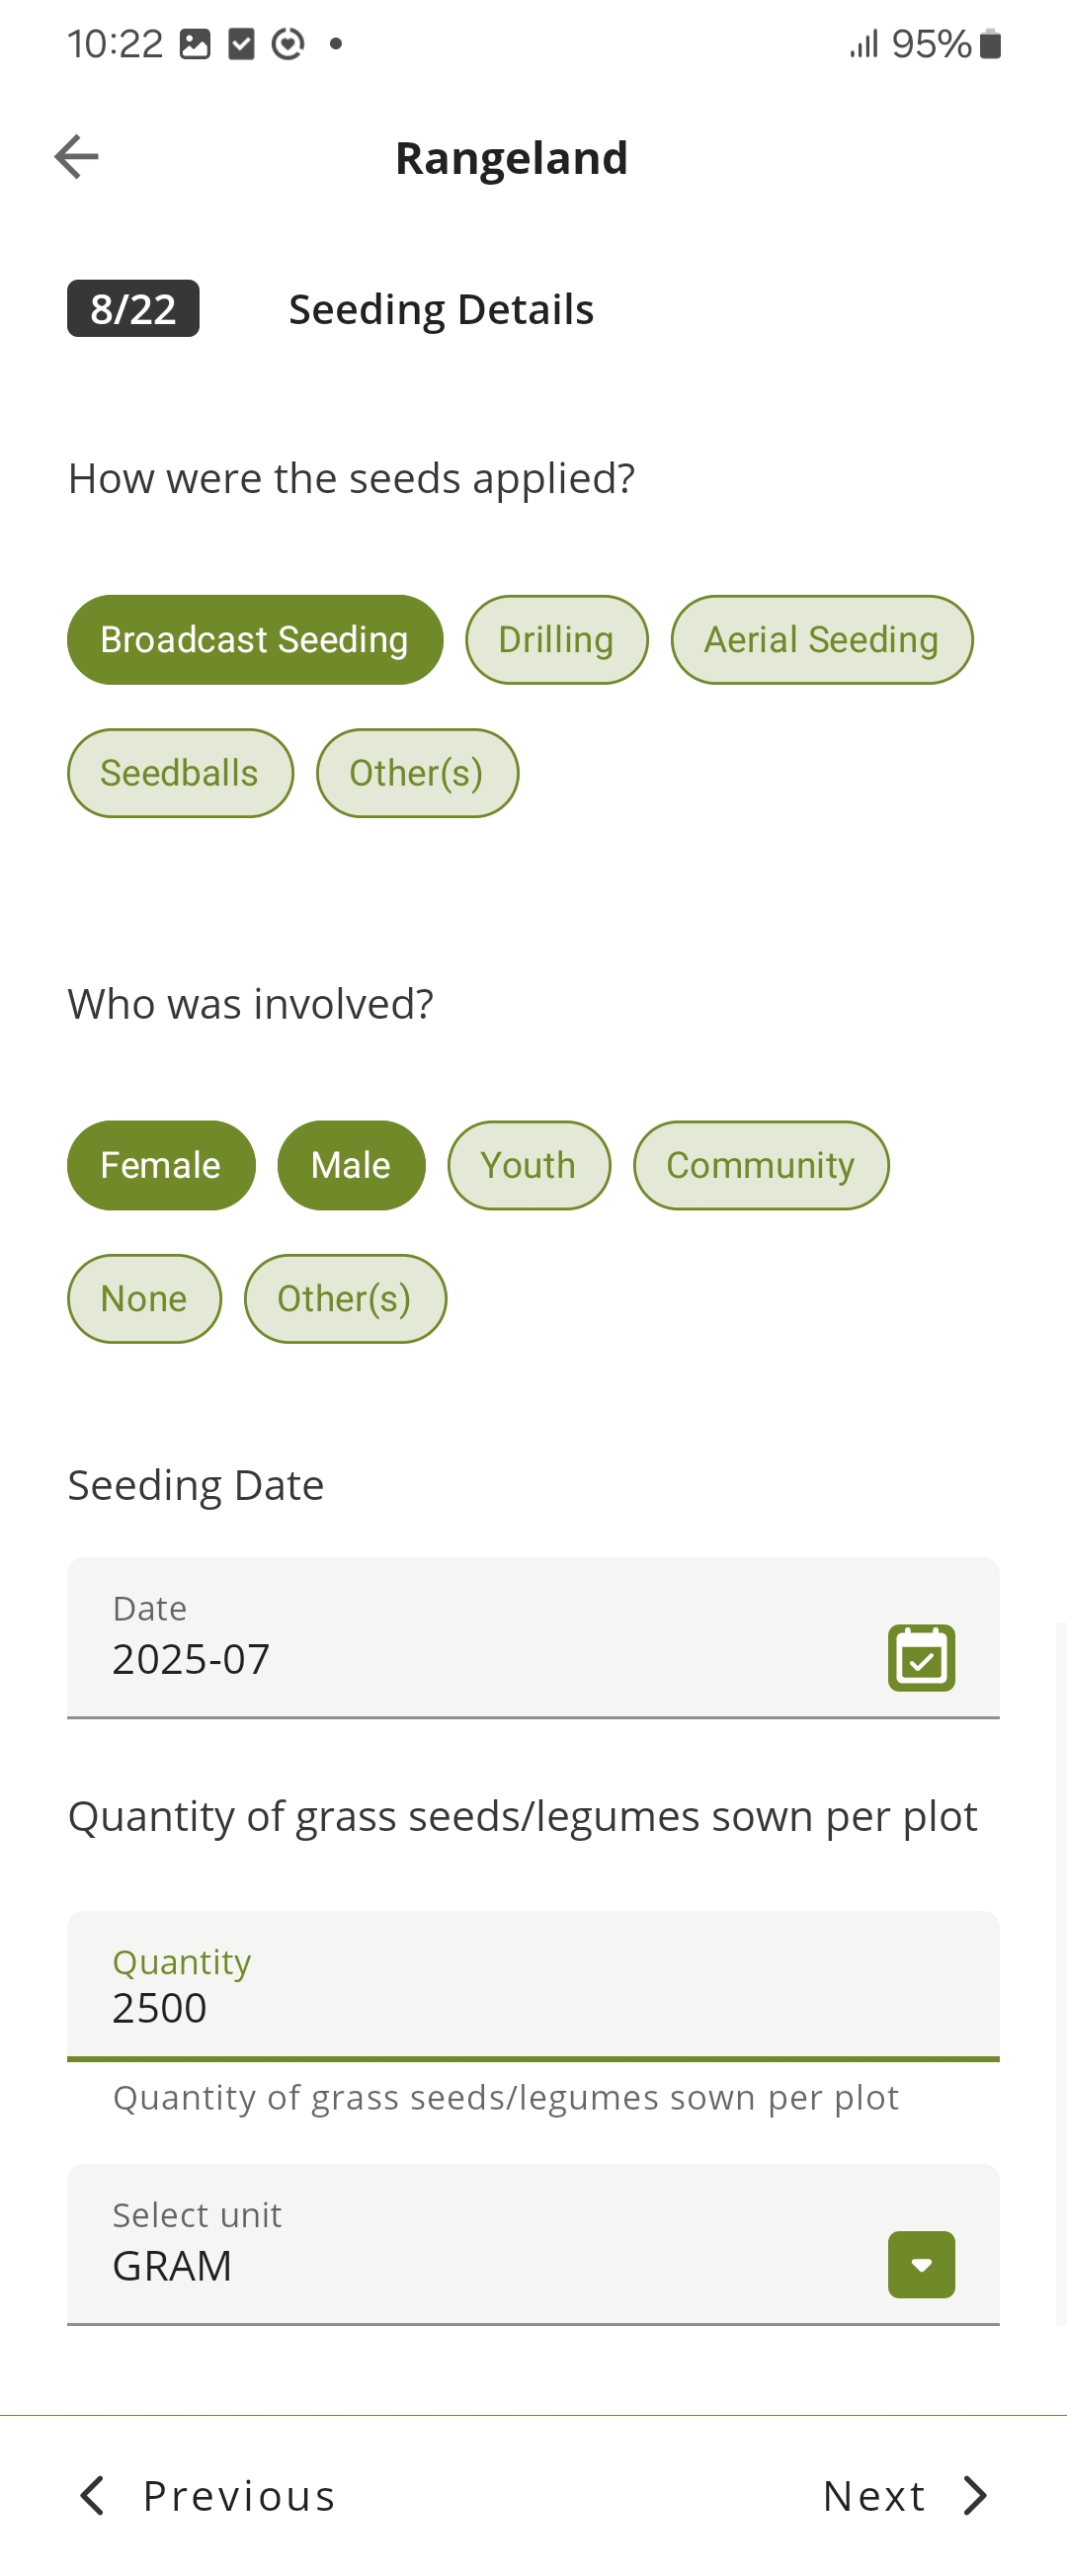 10:22 95%
Rangeland
8/22 Seeding Details
How were the seeds applied?
Broadcast Seeding Drilling Aerial Seeding
Seedballs Other(s)
Who was involved?
Female Male Youth Community
None Other(s)
Seeding Date
Date
2025-07
Quantity of grass seeds/legumes sown per plot
Quantity
2500
Quantity of grass seeds/legumes sown per plot
Select unit
GRAM
Previous Next